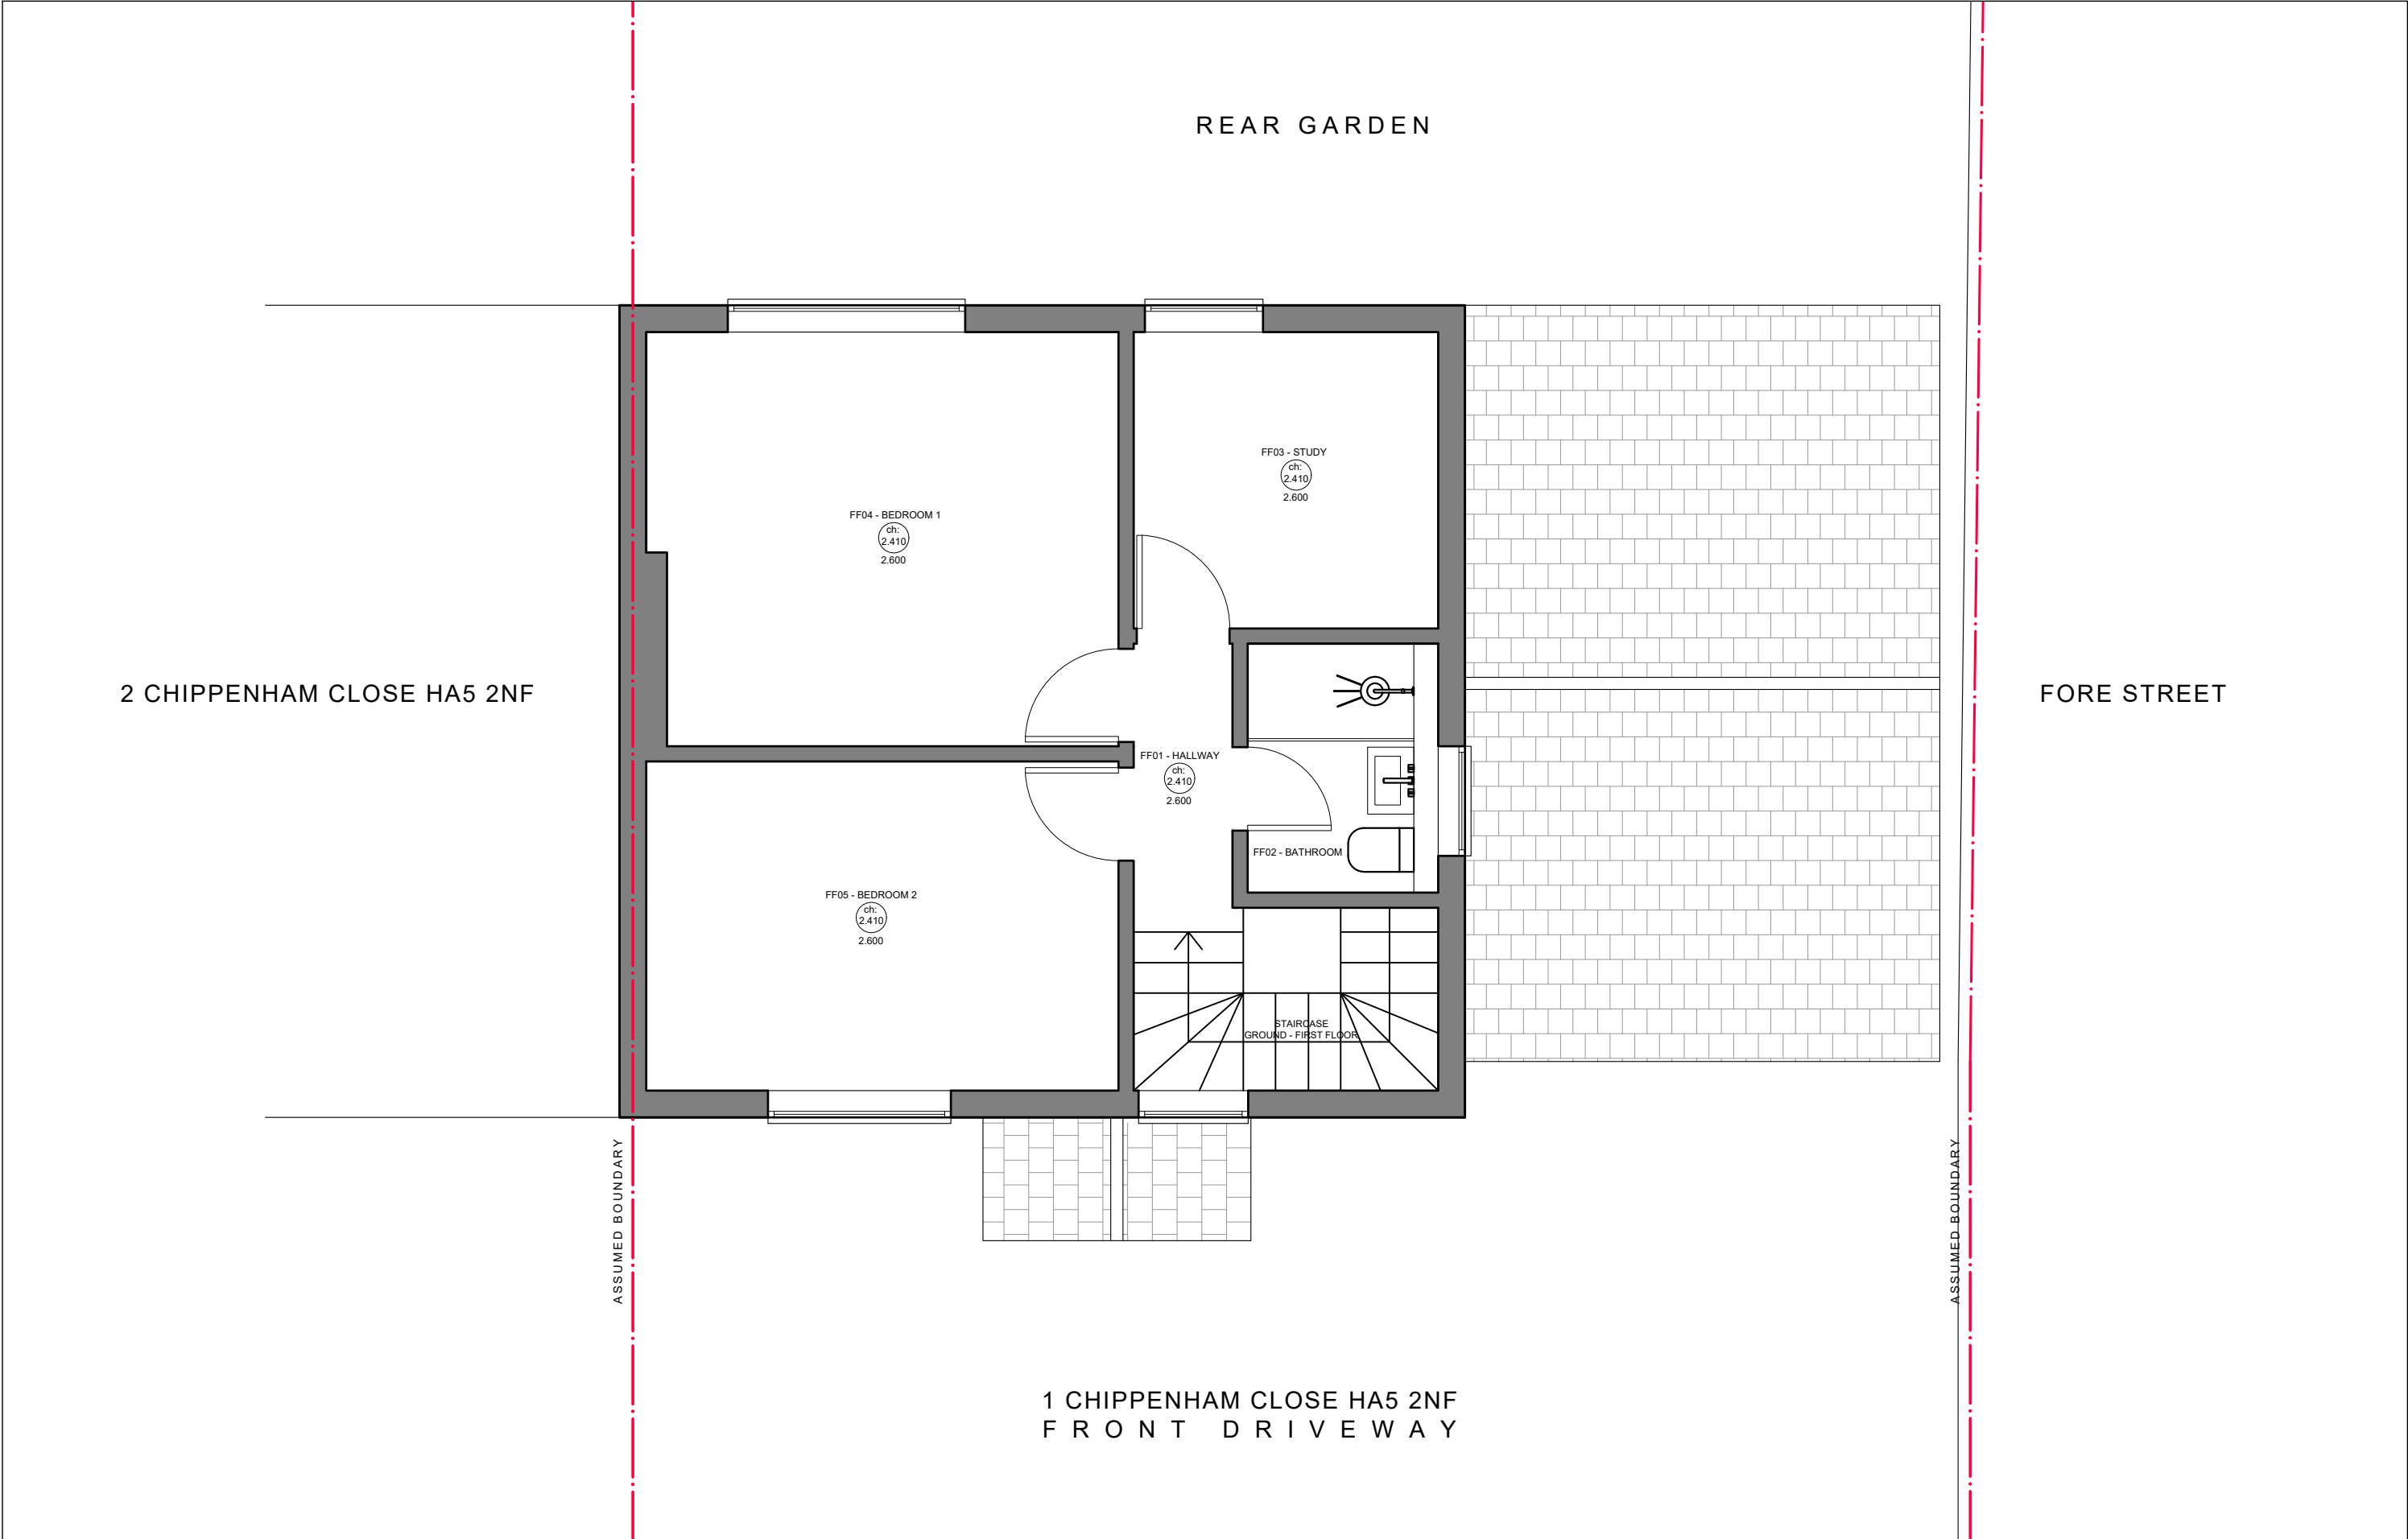 REAR GARDEN
FF03 - STUDY
ch:
2.410
2.600
FF04 - BEDROOM 1
ch:
2.410
2.600
2 CHIPPENHAM CLOSE HA5 2NF
FORE STREET
FF01 - HALLWAY
ch:
2.410
2.600
FF02 - BATHROOM
FF05 - BEDROOM 2
ch:
2.410
2.600
STAIRCASE
GROUND - FIRST FLOOR
ASSUMED BOUNDARY
ASSUMED BOUNDARY
1 CHIPPENHAM CLOSE HA5 2NF
FRONT DRIVEWAY